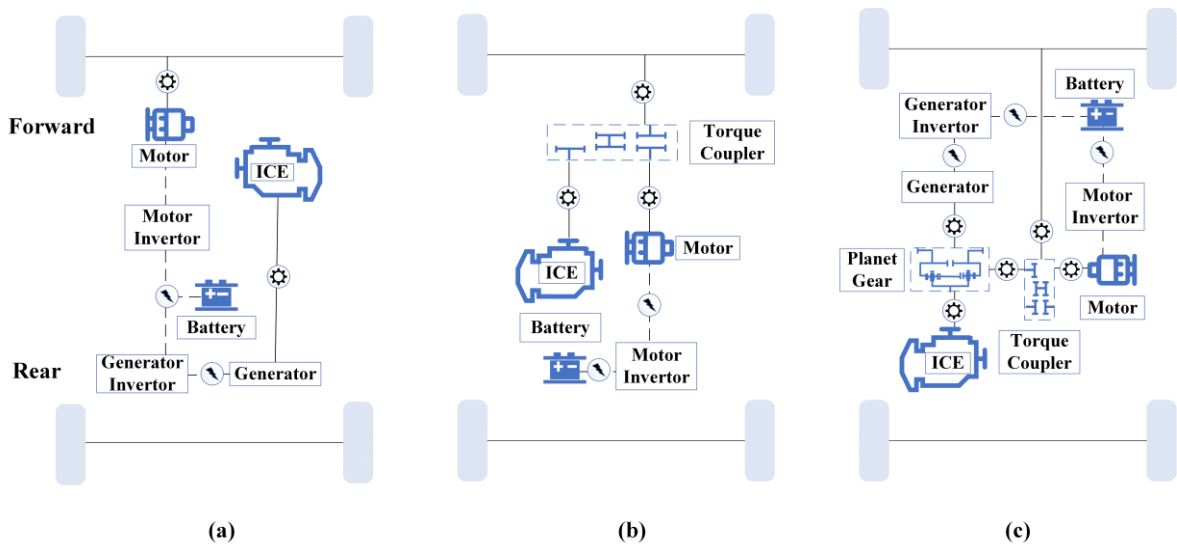 Forward
Motor
ICE
Motor
Invertor
Battery
Rear
Generator
Invertor
Generator
(a)
Torque
Coupler
ICE
Motor
Battery
Motor
Invertor
(b)
Battery
Generator
Invertor
Generator
Motor
Invertor
Planet
Gear
Motor
ICE
Torque
Coupler
(c)